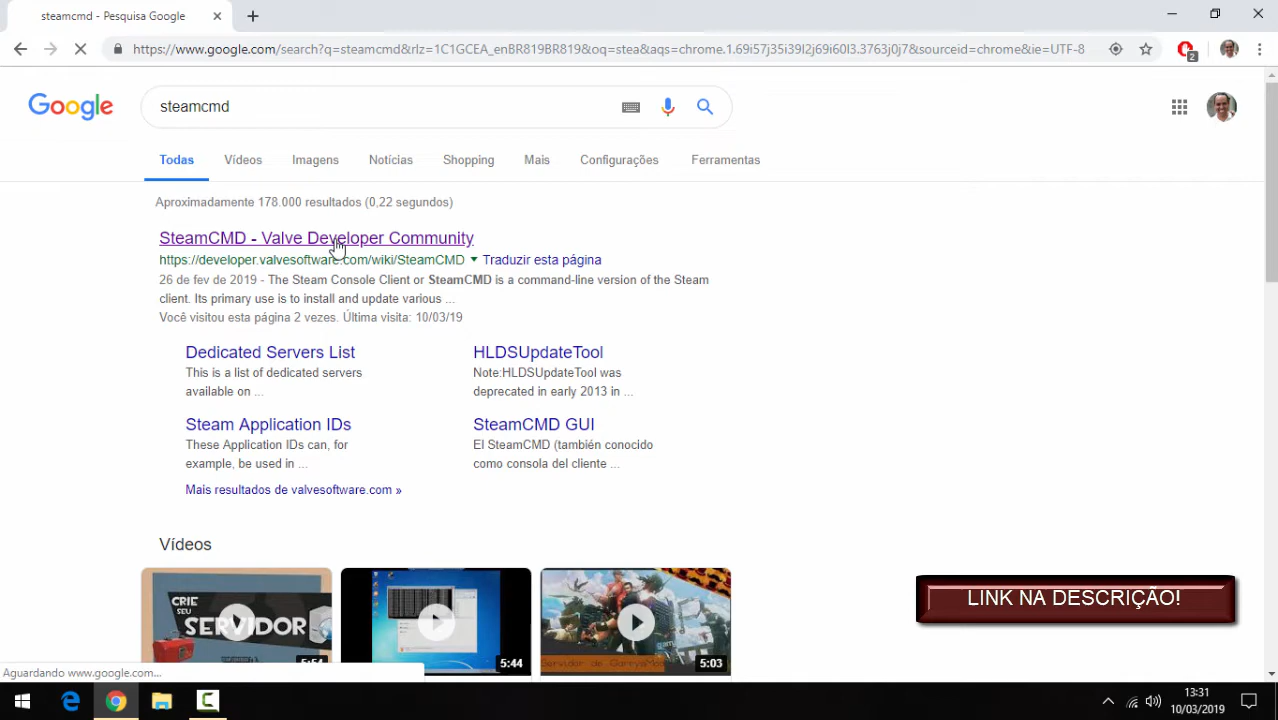 steamcmd - Pesquisa Google
https://www.google.com/search?q=steamcmd&rlz=1C1GCEA_enBR819BR819&oq=stea&aqs=chrome.1.69i57j35i39l2j69i60l3.3763j0j7&sourceid=chrome&ie=UTF-8
2
Google
steamcmd
Todas Vídeos Imagens Notícias Shopping Mais Configurações Ferramentas
Aproximadamente 178.000 resultados (0,22 segundos)
SteamCMD - Valve Developer Community
https://developer.valvesoftware.com/wiki/SteamCMD Traduzir esta página
26 de fev de 2019 - The Steam Console Client or SteamCMD is a command-line version of the Steam
client. Its primary use is to install and update various ...
Você visitou esta página 2 vezes. Última visita: 10/03/19
Dedicated Servers List
This is a list of dedicated servers
available on ...
HLDSUpdateTool
Note:HLDSUpdateTool was
deprecated in early 2013 in ...
Steam Application IDs
These Application IDs can, for
example, be used in ...
SteamCMD GUI
El SteamCMD (también conocido
como consola del cliente ...
Mais resultados de valvesoftware.com »
Vídeos
CRIE
SEU
SERVIDOR
5:54
5:44
Servidor de GarrysMod
5:03
LINK NA DESCRIÇÃO!
Aguardando www.google.com...
13:31
10/03/2019